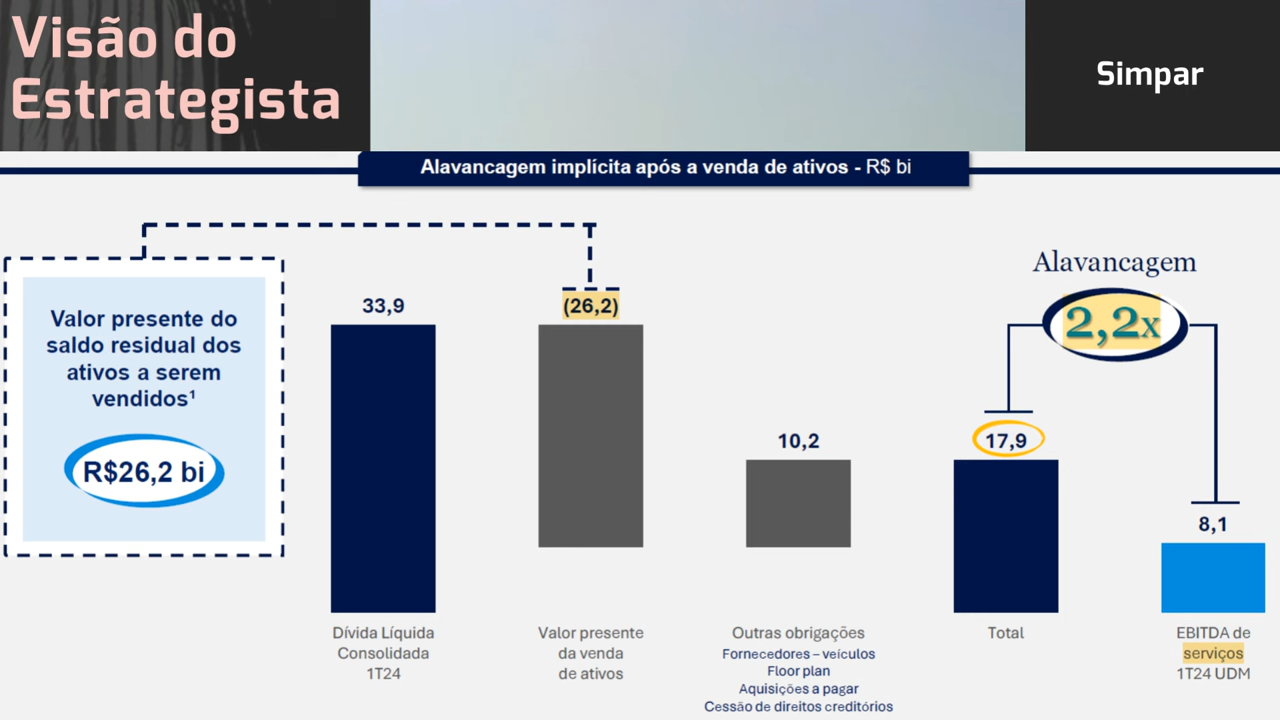 Visão do
Estrategista
Simpar
Alavancagem implícita após a venda de ativos - R$ bi
Valor presente do
saldo residual dos
ativos a serem
vendidos¹
R$26,2 bi
33,9
(26,2)
10,2
17,9
Alavancagem
2,2x
8,1
Dívida Líquida
Consolidada
1T24
Valor presente
da venda
de ativos
Outras obrigações
Fornecedores – veículos
Floor plan
Aquisições a pagar
Cessão de direitos creditórios
Total
EBITDA de
serviços
1T24 UDM